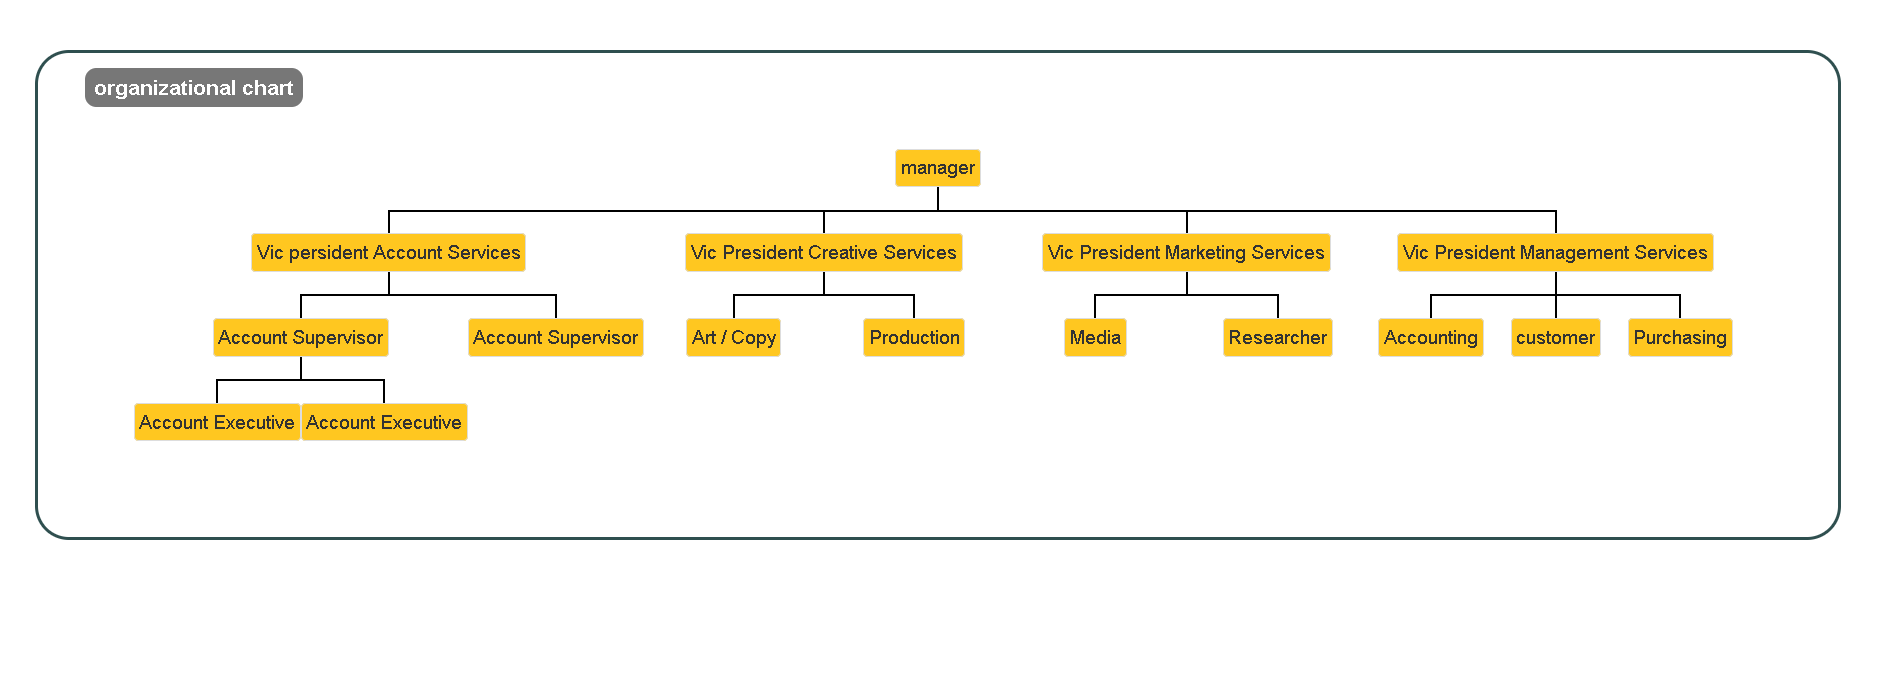 organizational chart
manager
Vic persident Account Services
Vic President Creative Services
Vic President Marketing Services
Vic President Management Services
Account Supervisor
Account Supervisor
Art / Copy
Production
Media
Researcher
Accounting
customer
Purchasing
Account Executive
Account Executive